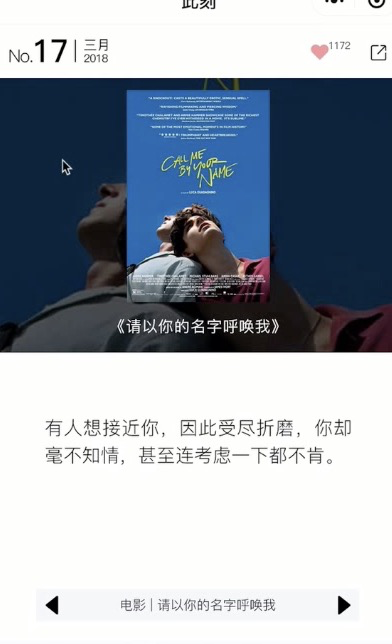 此刻
No.17
三月
2018
1172
CALL ME
BY YOUR
NAME
《请以你的名字呼唤我》
有人想接近你，因此受尽折磨，你却
毫不知情，甚至连考虑一下都不肯。
电影 | 请以你的名字呼唤我